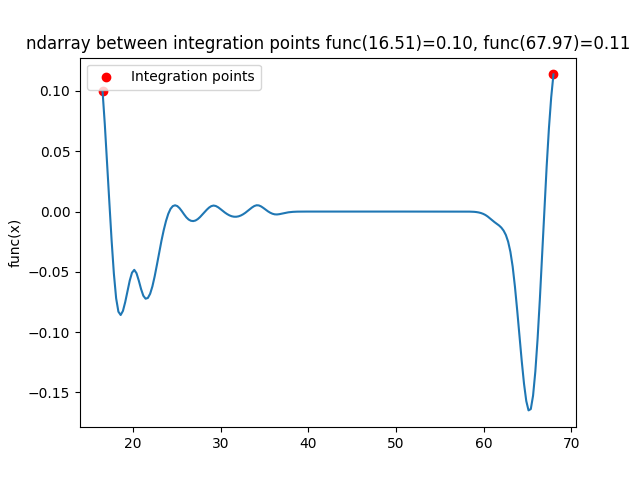 ndarray between integration points func(16.51)=0.10, func(67.97)=0.11
Integration points
func(x)
0.10
0.05
0.00
−0.05
−0.10
−0.15
20 30 40 50 60 70